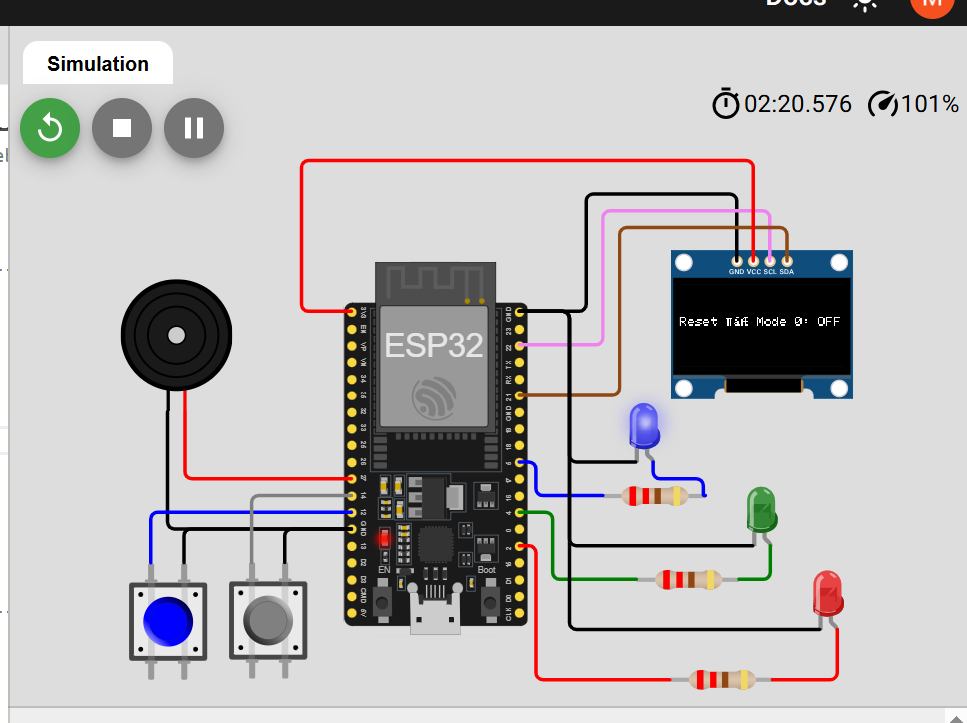 Docs
M
Simulation
02:20.576
101%
GND VCC SCL SDA
ESP32
3V3
EN
VP
VN
34
35
32
33
25
26
27
14
12
GND
13
D2
D3
CMD
5V
GND
23
22
TX
RX
21
GND
19
18
5
17
16
4
0
2
15
D1
D0
CLK
EN
Boot
Reset
Mode
OFF